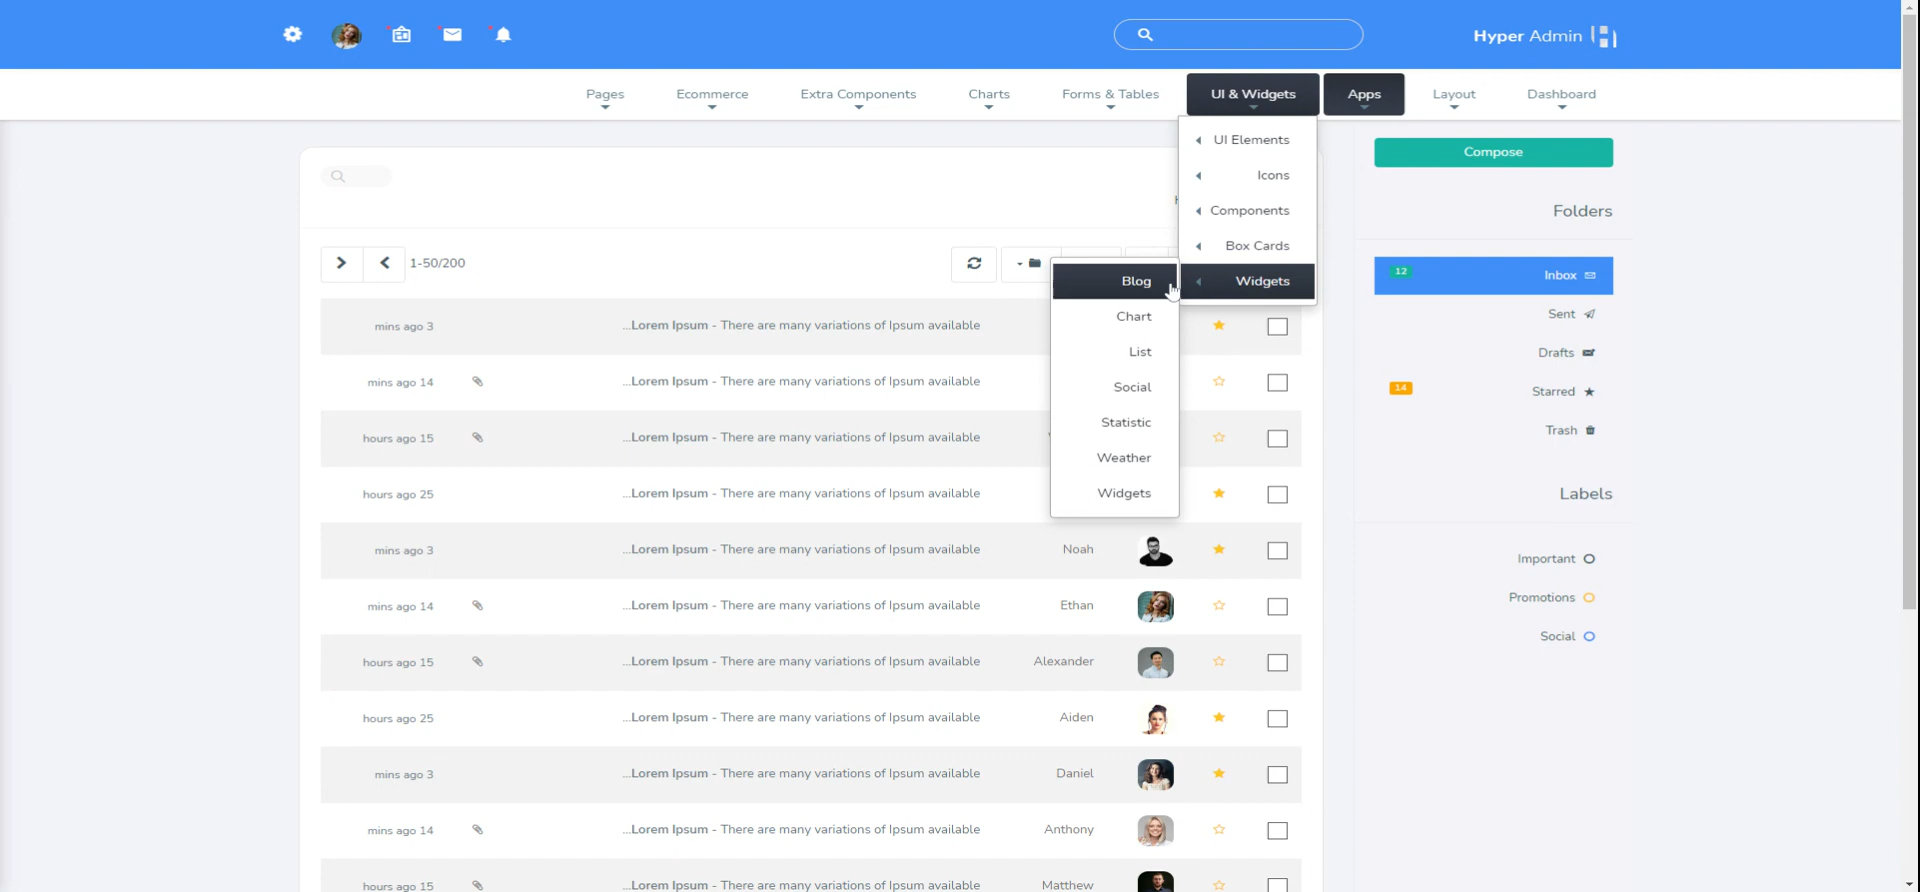 Hyper Admin
Pages
Ecommerce
Extra Components
Charts
Forms & Tables
UI & Widgets
Apps
Layout
Dashboard
UI Elements
Icons
Components
Box Cards
Widgets
Blog
Chart
List
Social
Statistic
Weather
Widgets
Compose
Folders
12
Inbox
Sent
Drafts
14
Starred
Trash
Labels
Important
Promotions
Social
1-50/200
mins ago 3 ...Lorem Ipsum - There are many variations of Ipsum available
mins ago 14 ...Lorem Ipsum - There are many variations of Ipsum available
hours ago 15 ...Lorem Ipsum - There are many variations of Ipsum available
hours ago 25 ...Lorem Ipsum - There are many variations of Ipsum available
mins ago 3 ...Lorem Ipsum - There are many variations of Ipsum available Noah
mins ago 14 ...Lorem Ipsum - There are many variations of Ipsum available Ethan
hours ago 15 ...Lorem Ipsum - There are many variations of Ipsum available Alexander
hours ago 25 ...Lorem Ipsum - There are many variations of Ipsum available Aiden
mins ago 3 ...Lorem Ipsum - There are many variations of Ipsum available Daniel
mins ago 14 ...Lorem Ipsum - There are many variations of Ipsum available Anthony
hours ago 15 ...Lorem Ipsum - There are many variations of Ipsum available Matthew